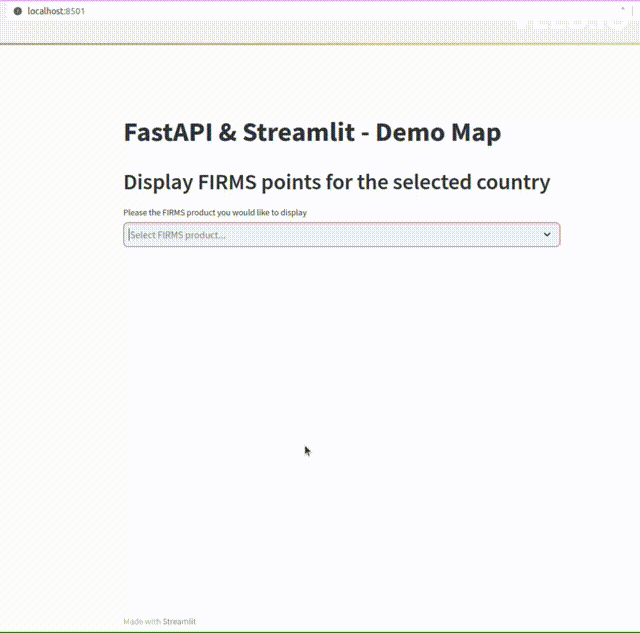 localhost:8501
FastAPI & Streamlit - Demo Map
Display FIRMS points for the selected country
Please the FIRMS product you would like to display
Select FIRMS product...
Made with Streamlit